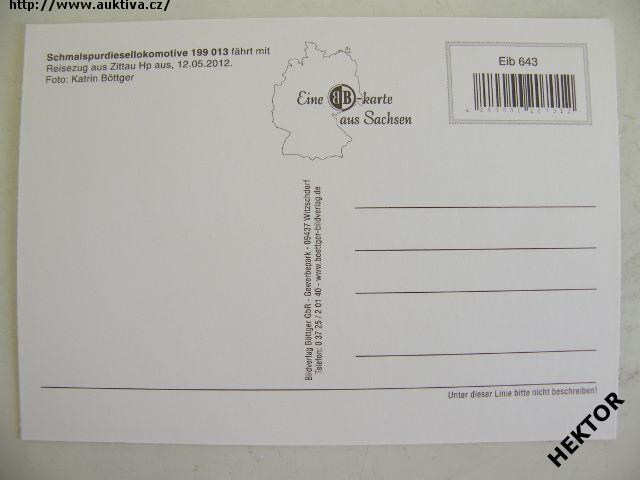 http://www.auktiva.cz/
Schmalspurdiesellokomotive 199 013 fährt mit
Reisezug aus Zittau Hp aus, 12.05.2012.
Foto: Katrin Böttger
Eine BB-karte
aus Sachsen
Eib 643
Bildverlag Böttger GbR - Gewerbepark - 09437 Witzschdorf
Telefon: 0 37 25 / 2 01 40 - www.boettger-bildverlag.de
Unter dieser Linie bitte nicht beschreiben!
HEKTOR